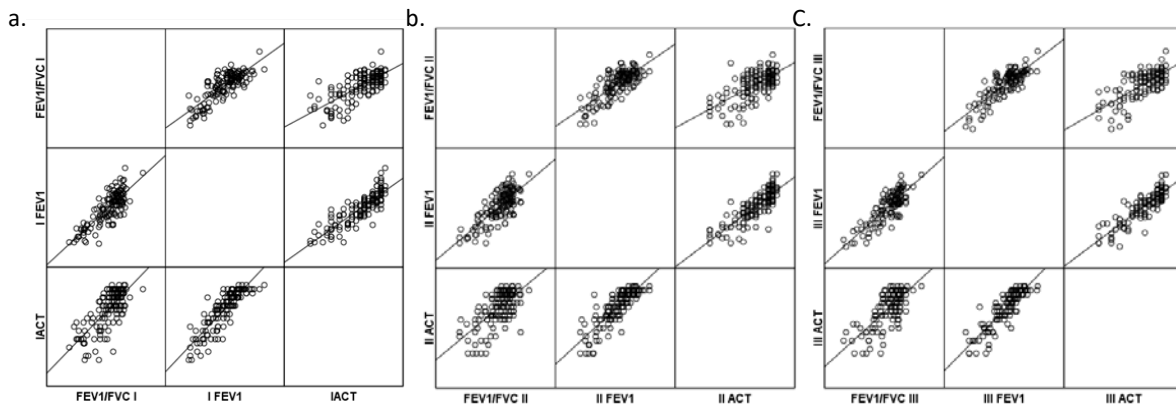 a.
FEV1/FVC I
I FEV1
IACT
FEV1/FVC I
I FEV1
IACT
b.
FEV1/FVC II
II FEV1
II ACT
FEV1/FVC II
II FEV1
II ACT
C.
FEV1/FVC III
III FEV1
III ACT
FEV1/FVC III
III FEV1
III ACT